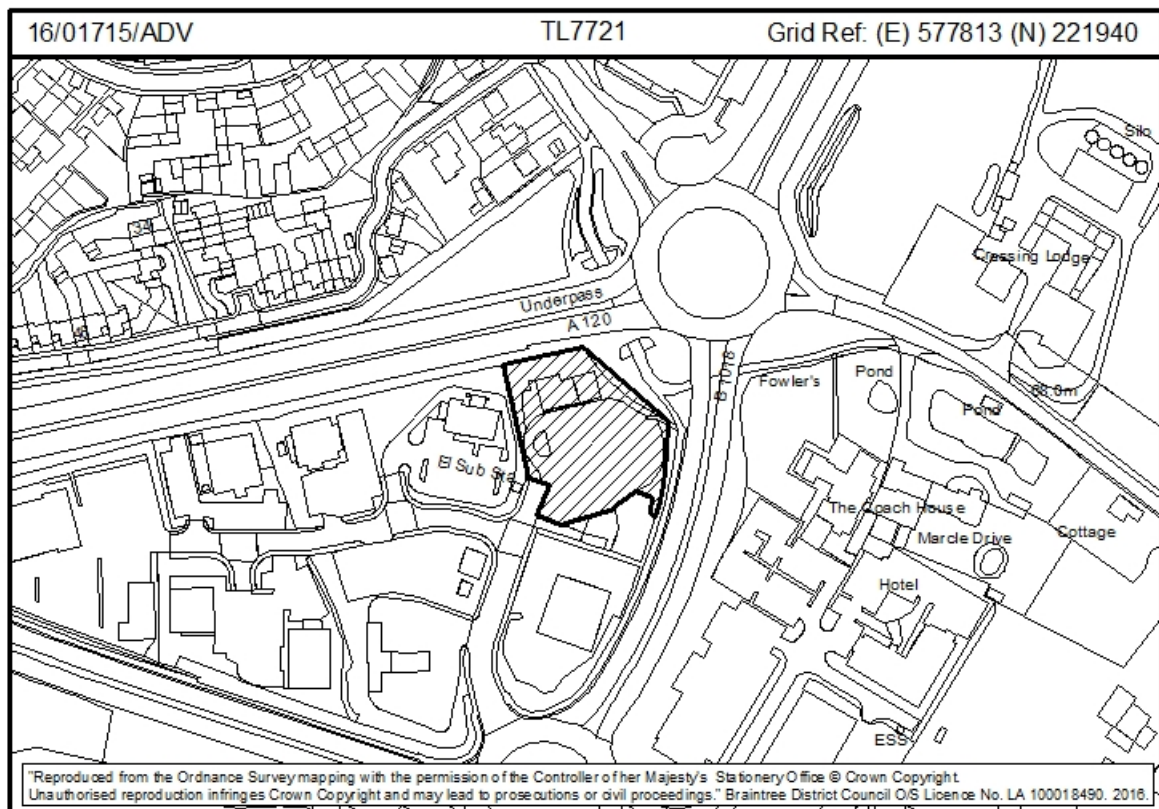 16/01715/ADV TL7721 Grid Ref: (E) 577813 (N) 221940
Silo
34
Cressing Lodge
Underpass
A 120
B 1018
Fowler's
Pond
68.0m
Pond
El Sub Sta
The Coach House
Marcle Drive
Cottage
Hotel
ESS
"Reproduced from the Ordnance Survey mapping with the permission of the Controller of her Majesty's Stationery Office © Crown Copyright.
Unauthorised reproduction infringes Crown Copyright and may lead to prosecutions or civil proceedings." Braintree District Council O/S Licence No. LA 100018490. 2016.